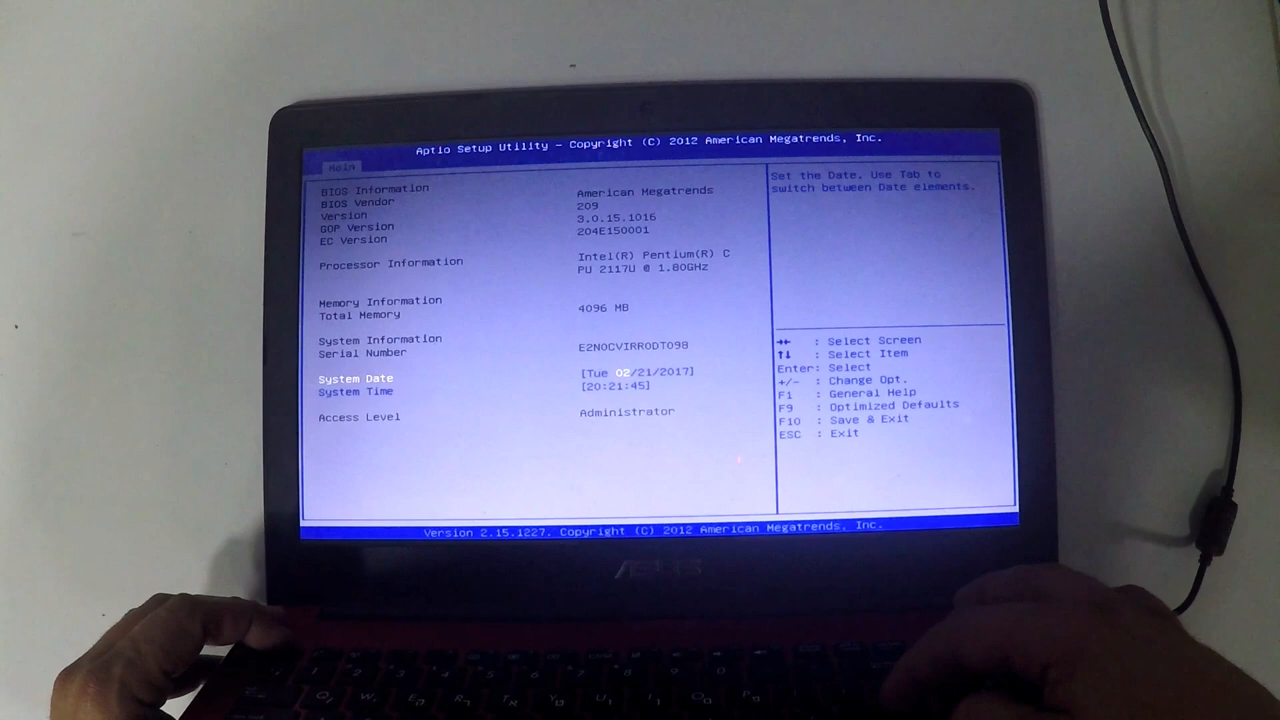 Aptio Setup Utility – Copyright (C) 2012 American Megatrends, Inc.
Main
BIOS Information
BIOS Vendor American Megatrends
Version 209
GOP Version 3.0.15.1016
EC Version 204E150001
Processor Information Intel(R) Pentium(R) C
PU 2117U @ 1.80GHz
Memory Information
Total Memory 4096 MB
System Information
Serial Number E2N0CVIRR0DT098
System Date [Tue 02/21/2017]
System Time [20:21:45]
Access Level Administrator
Set the Date. Use Tab to
switch between Date elements.
→← : Select Screen
↑↓ : Select Item
Enter: Select
+/- : Change Opt.
F1 : General Help
F9 : Optimized Defaults
F10 : Save & Exit
ESC : Exit
Version 2.15.1227. Copyright (C) 2012 American Megatrends, Inc.
ASUS